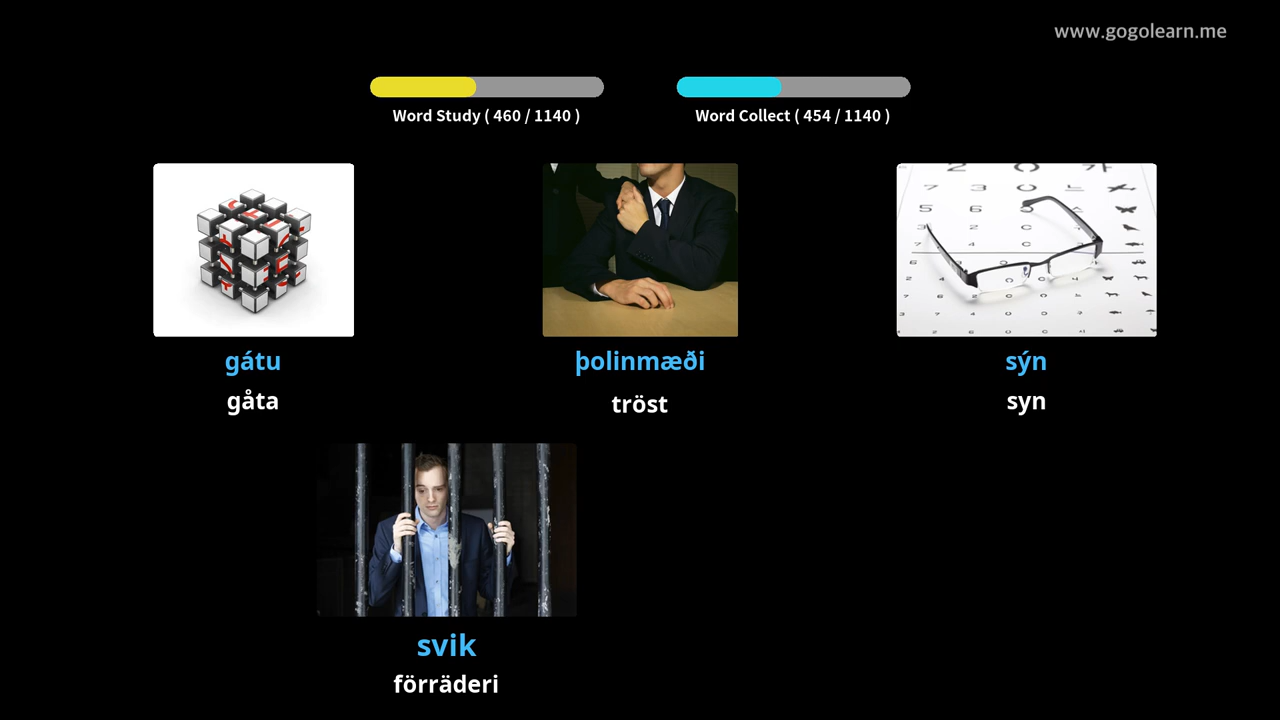 www.gogolearn.me
Word Study ( 460 / 1140 )
Word Collect ( 454 / 1140 )
gátu
gåta
þolinmæði
tröst
sýn
syn
svik
förräderi